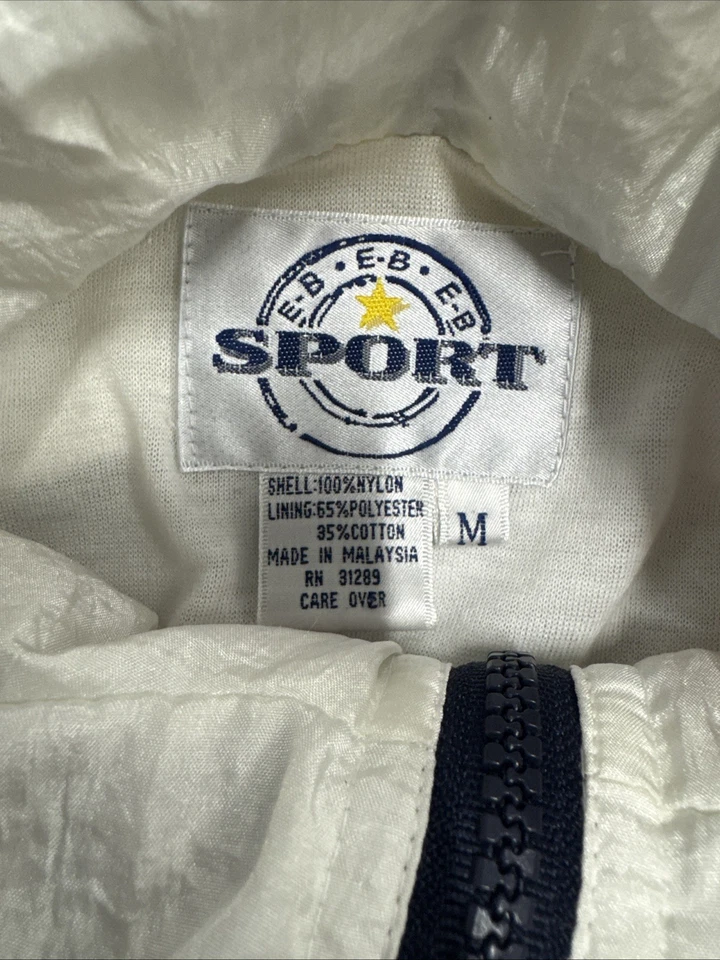 E-B • E-B • E-B
SPORT
SHELL:100%NYLON
LINING:65%POLYESTER
35%COTTON
MADE IN MALAYSIA
RN 31289
CARE OVER
M